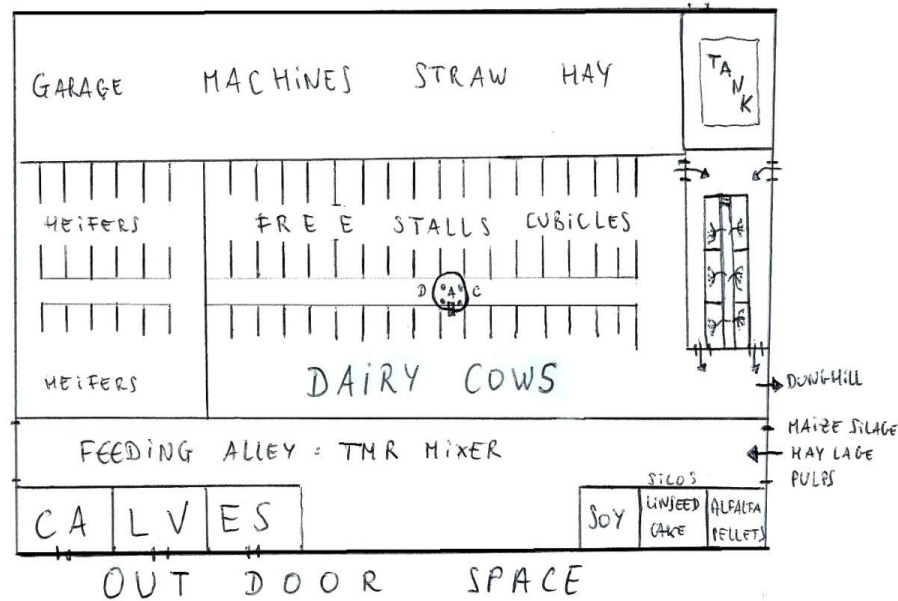 GARAGE MACHINES STRAW HAY
TANK
HEIFERS FREE STALLS CUBICLES
D A C
HEIFERS DAIRY COWS
DUNGHILL
FEEDING ALLEY : TMR MIXER
MAIZE SILAGE
HAY LAGE
PULPS
SILOS
CA LV ES
SOY
LINSEED
CAKE
ALFALFA
PELLETS
OUT DOOR SPACE